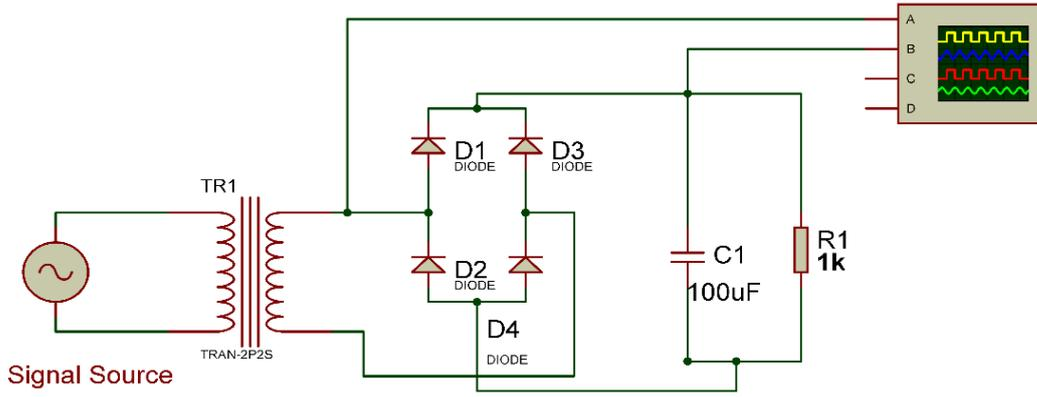 A
B
C
D
D1
DIODE
D3
DIODE
TR1
D2
DIODE
C1
100uF
R1
1k
D4
DIODE
TRAN-2P2S
Signal Source